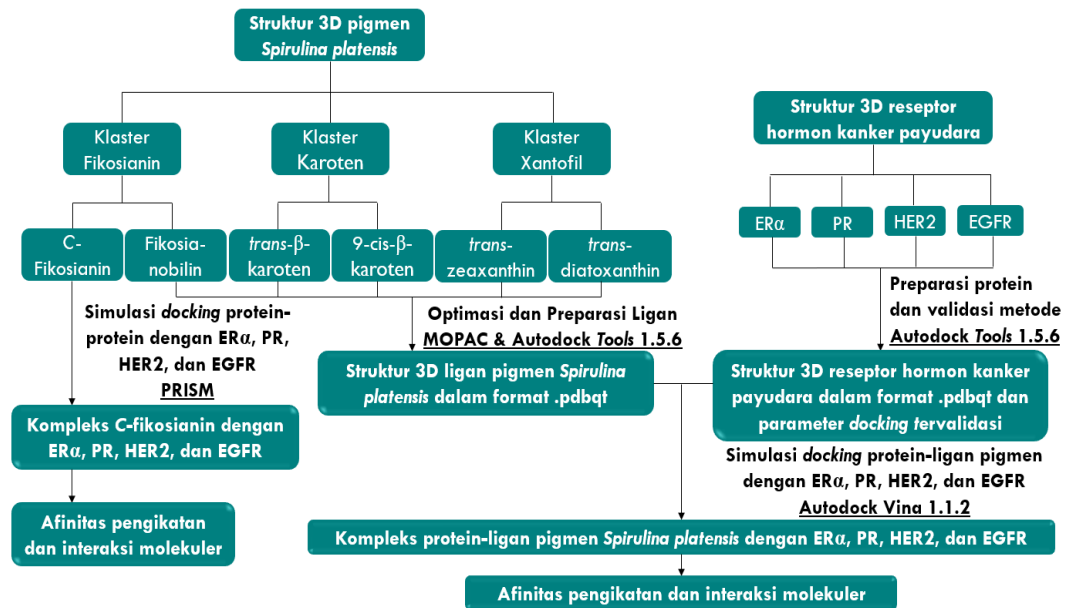 Struktur 3D pigmen
Spirulina platensis
Klaster
Fikosianin
Klaster
Karoten
Klaster
Xantofil
Struktur 3D reseptor
hormon kanker payudara
C-
Fikosianin
Fikosia-
nobilin
trans-β-
karoten
9-cis-β-
karoten
trans-
zeaxanthin
trans-
diatoxanthin
ERα
PR
HER2
EGFR
Simulasi docking protein-
protein dengan ERα, PR,
HER2, dan EGFR
PRISM
Optimasi dan Preparasi Ligan
MOPAC & Autodock Tools 1.5.6
Preparasi protein
dan validasi metode
Autodock Tools 1.5.6
Struktur 3D ligan pigmen Spirulina
platensis dalam format .pdbqt
Struktur 3D reseptor hormon kanker
payudara dalam format .pdbqt dan
parameter docking tervalidasi
Kompleks C-fikosianin dengan
ERα, PR, HER2, dan EGFR
Simulasi docking protein-ligan pigmen
dengan ERα, PR, HER2, dan EGFR
Autodock Vina 1.1.2
Afinitas pengikatan
dan interaksi molekuler
Kompleks protein-ligan pigmen Spirulina platensis dengan ERα, PR, HER2, dan EGFR
Afinitas pengikatan dan interaksi molekuler